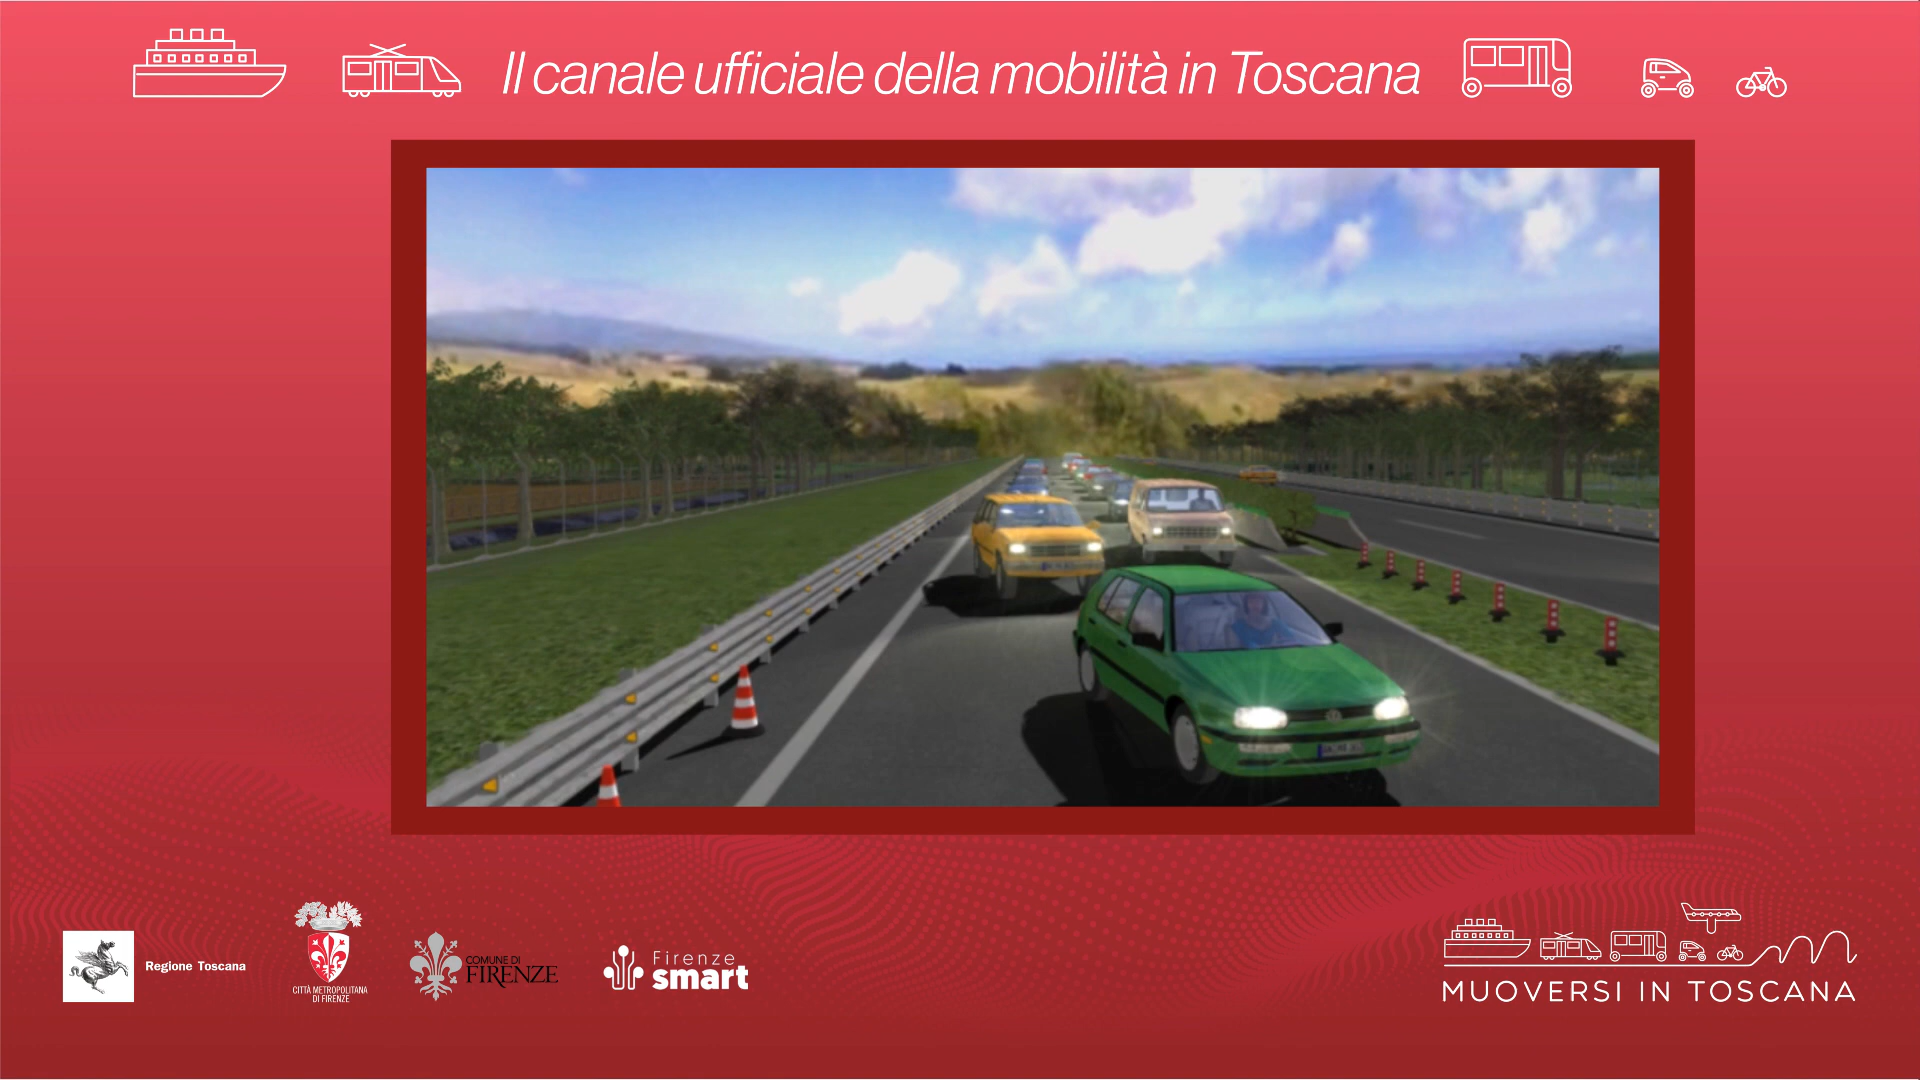 Il canale ufficiale della mobilità in Toscana
Regione Toscana
CITTÀ METROPOLITANA
DI FIRENZE
COMUNE DI
FIRENZE
Firenze
smart
MUOVERSI IN TOSCANA